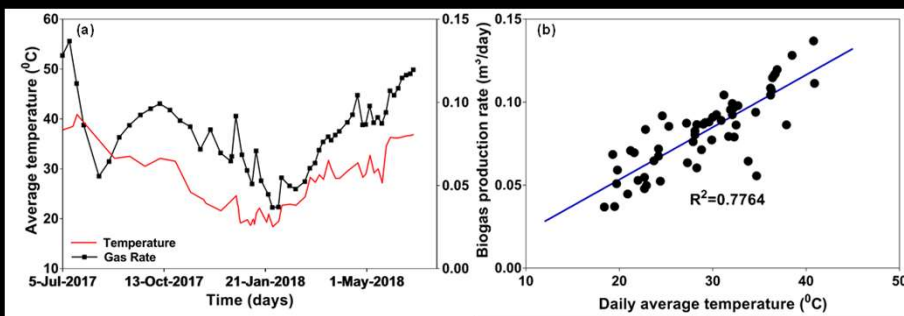 (a)
Average temperature (⁰C)
60
50
40
30
20
10
Temperature
Gas Rate
5-Jul-2017
13-Oct-2017
21-Jan-2018
1-May-2018
Time (days)
0.15
0.10
0.05
0.00
(b)
Biogas production rate (m³/day)
0.15
0.10
0.05
0.00
R²=0.7764
10
20
30
40
50
Daily average temperature (⁰C)